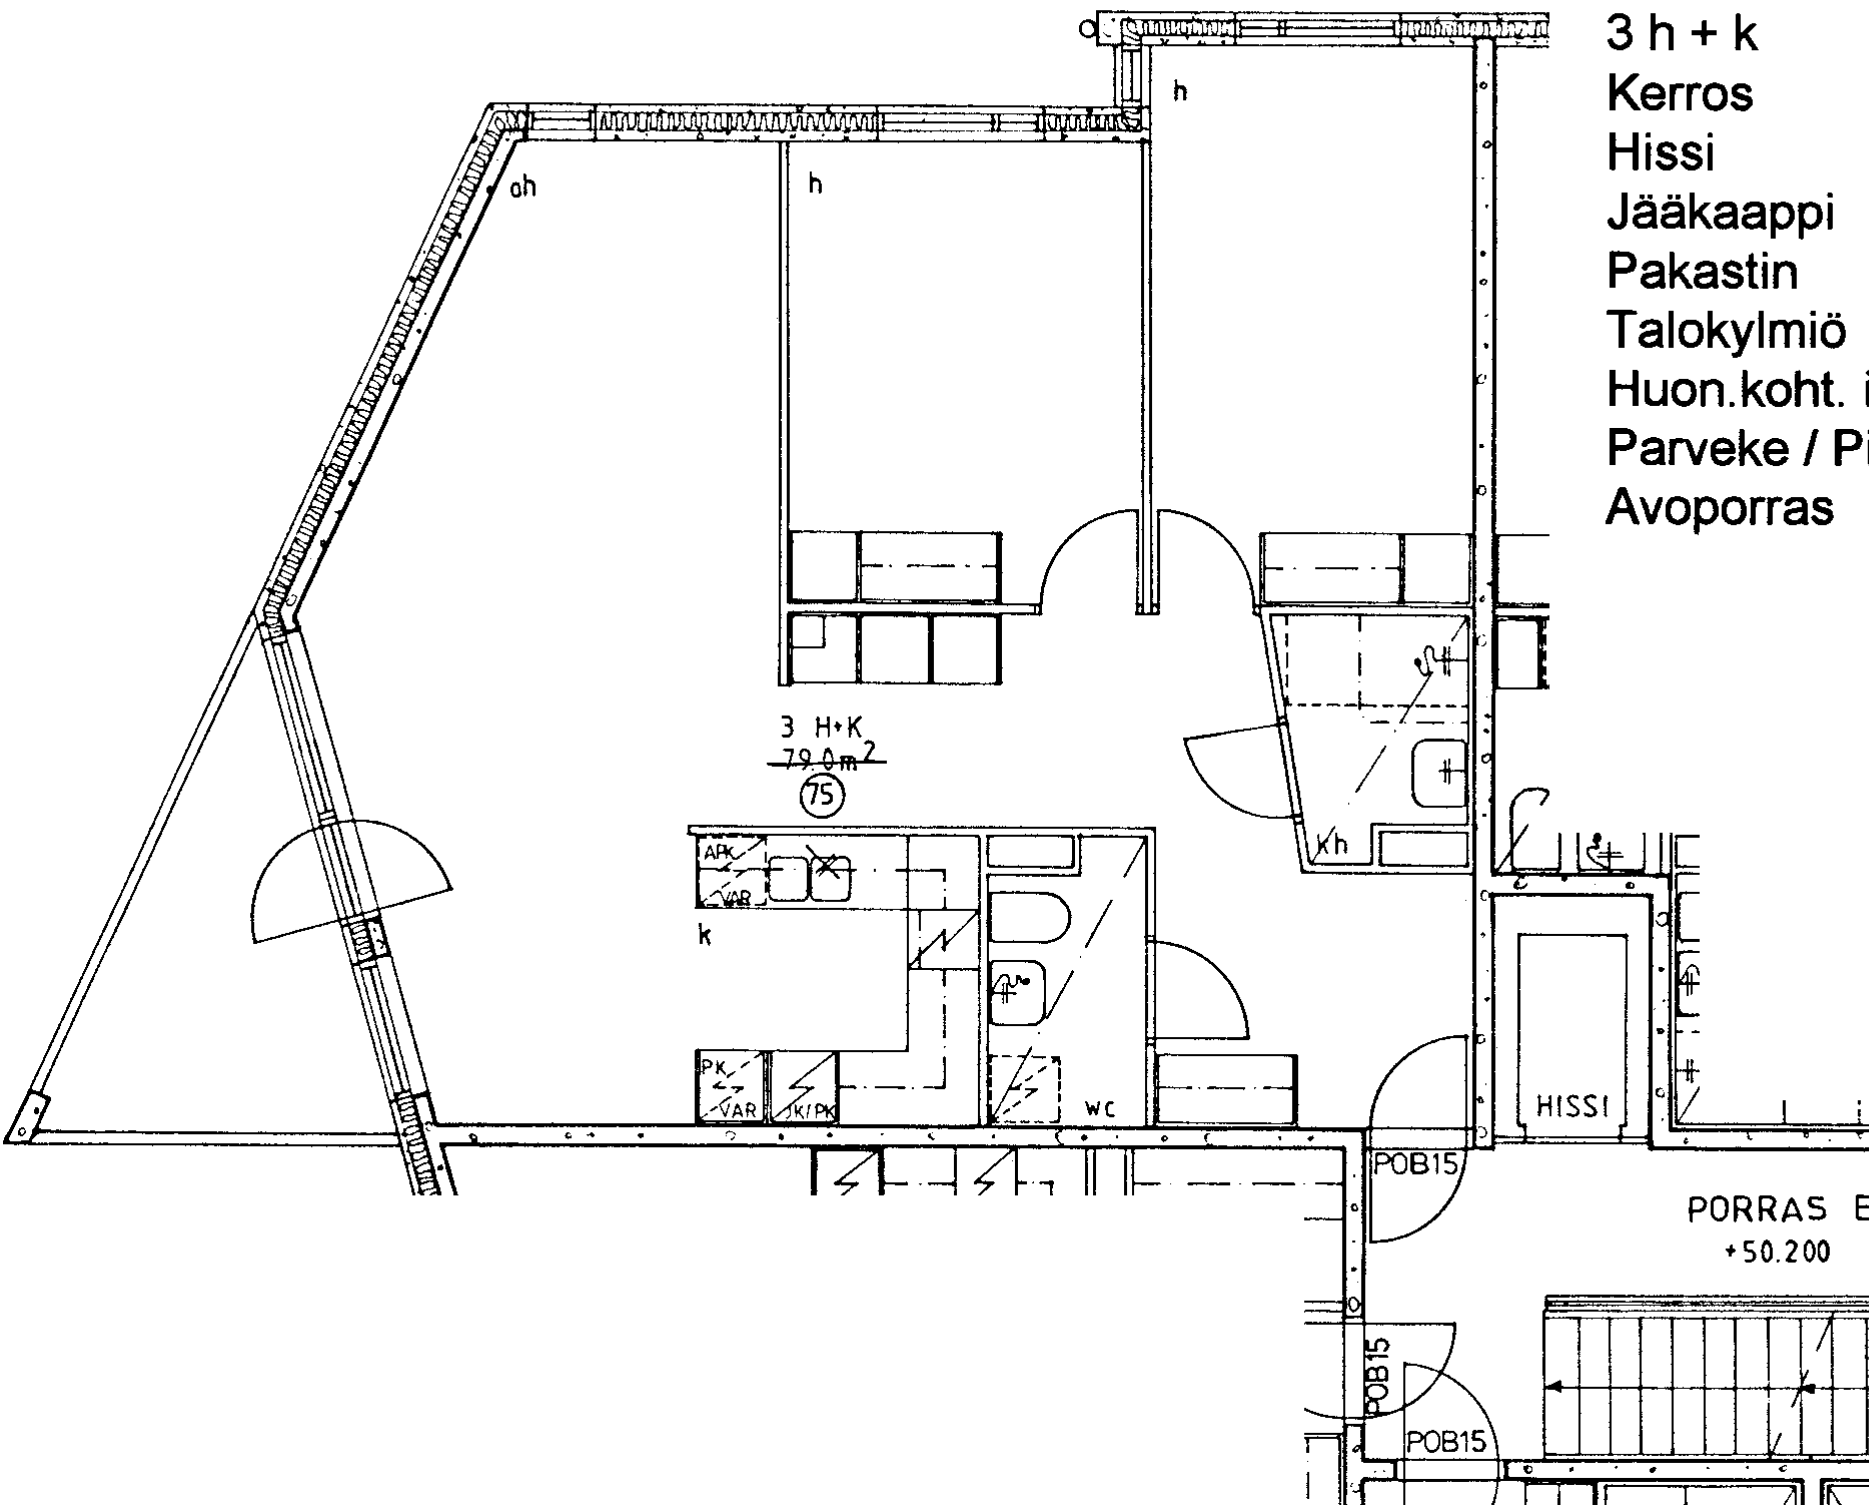 3 h + k
Kerros
Hissi
Jääkaappi
Pakastin
Talokylmiö
Huon.koht. i
Parveke / Pi
Avoporras
h
oh
h
3 H+K
79.0m²
75
kh
APK
VAR
k
PK
VAR
JK/PK
WC
HISSI
POB15
PORRAS
+50.200
POB15
POB15